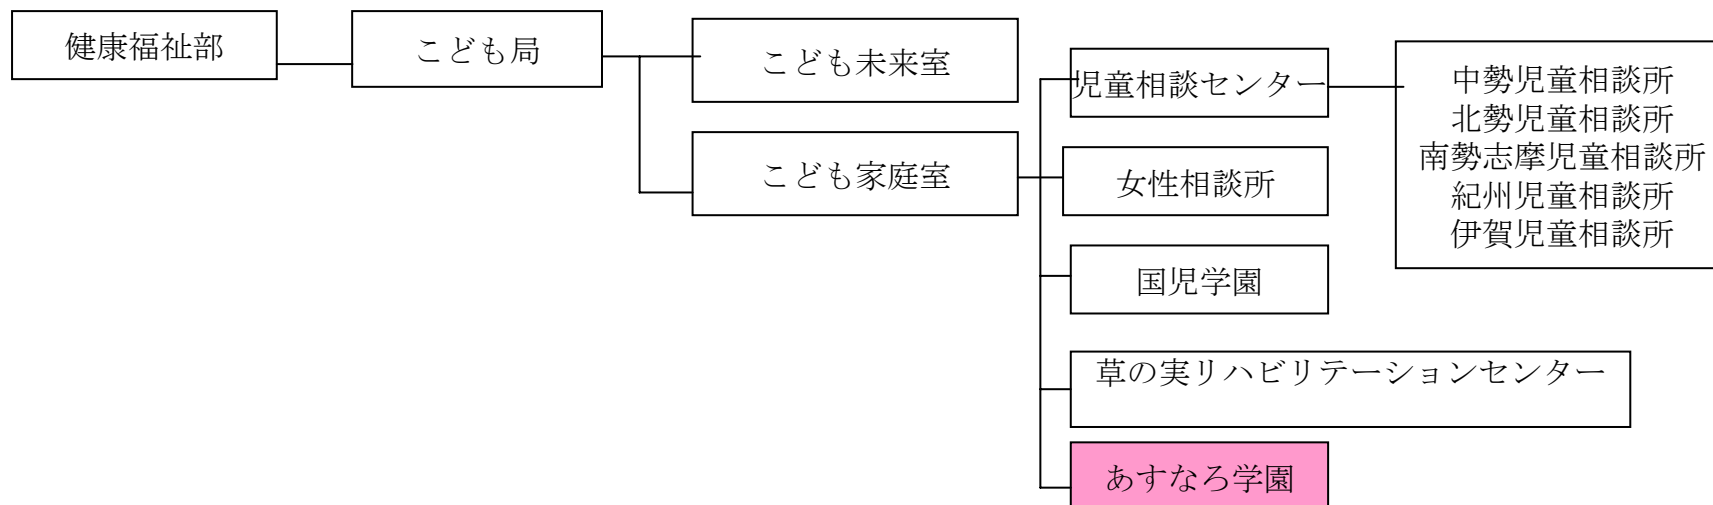 健康福祉部
こども局
こども未来室
こども家庭室
児童相談センター
女性相談所
国児学園
草の実リハビリテーションセンター
あすなろ学園
中勢児童相談所
北勢児童相談所
南勢志摩児童相談所
紀州児童相談所
伊賀児童相談所